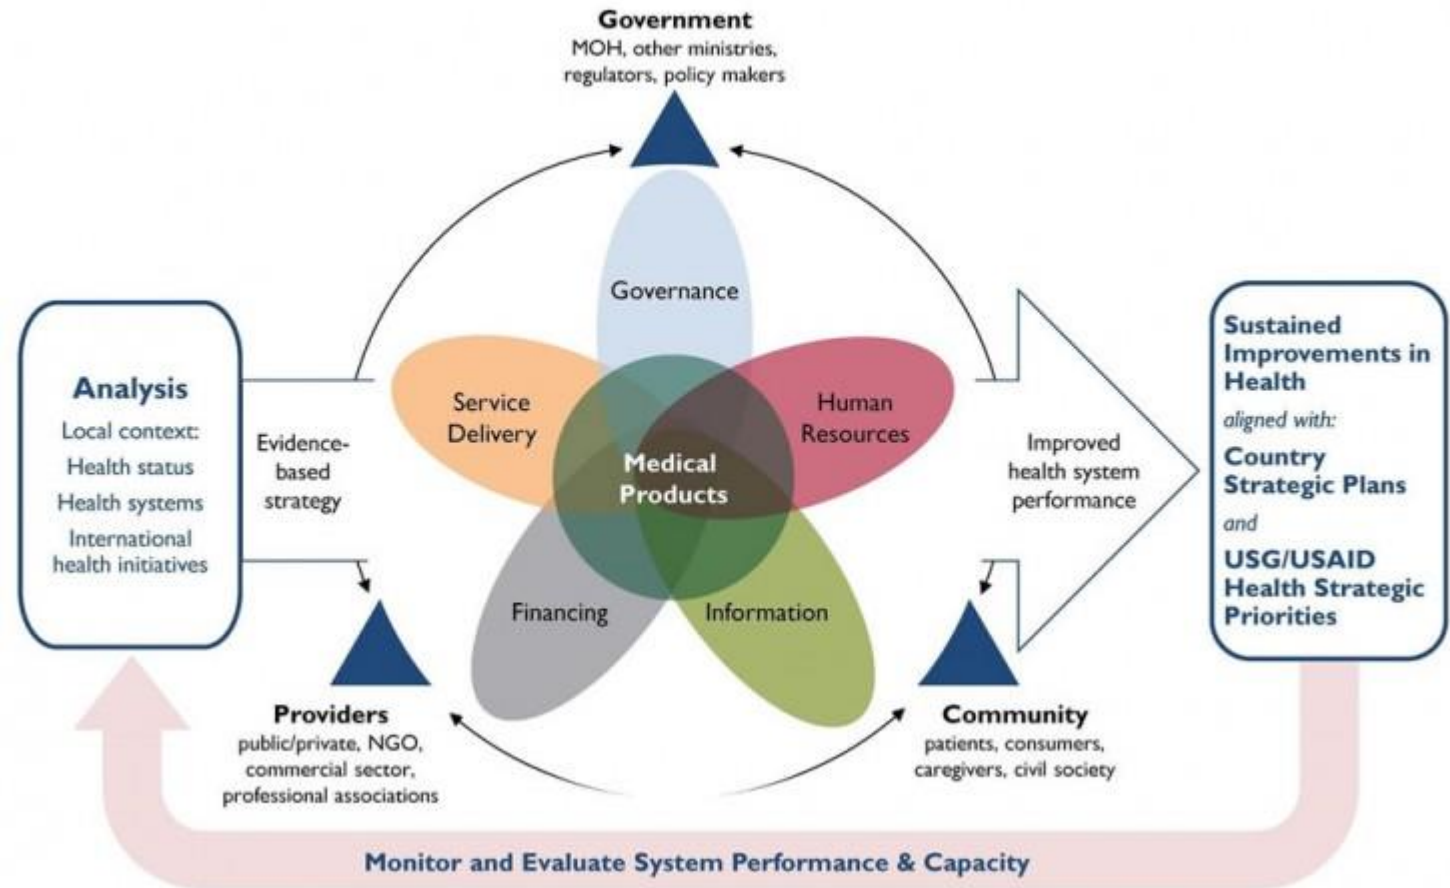 Government
MOH, other ministries,
regulators, policy makers
Governance
Service
Delivery
Human
Resources
Medical
Products
Financing
Information
Analysis
Local context:
Health status
Health systems
International
health initiatives
Evidence-
based
strategy
Improved
health system
performance
Sustained
Improvements in
Health
aligned with:
Country
Strategic Plans
and
USG/USAID
Health Strategic
Priorities
Providers
public/private, NGO,
commercial sector,
professional associations
Community
patients, consumers,
caregivers, civil society
Monitor and Evaluate System Performance & Capacity